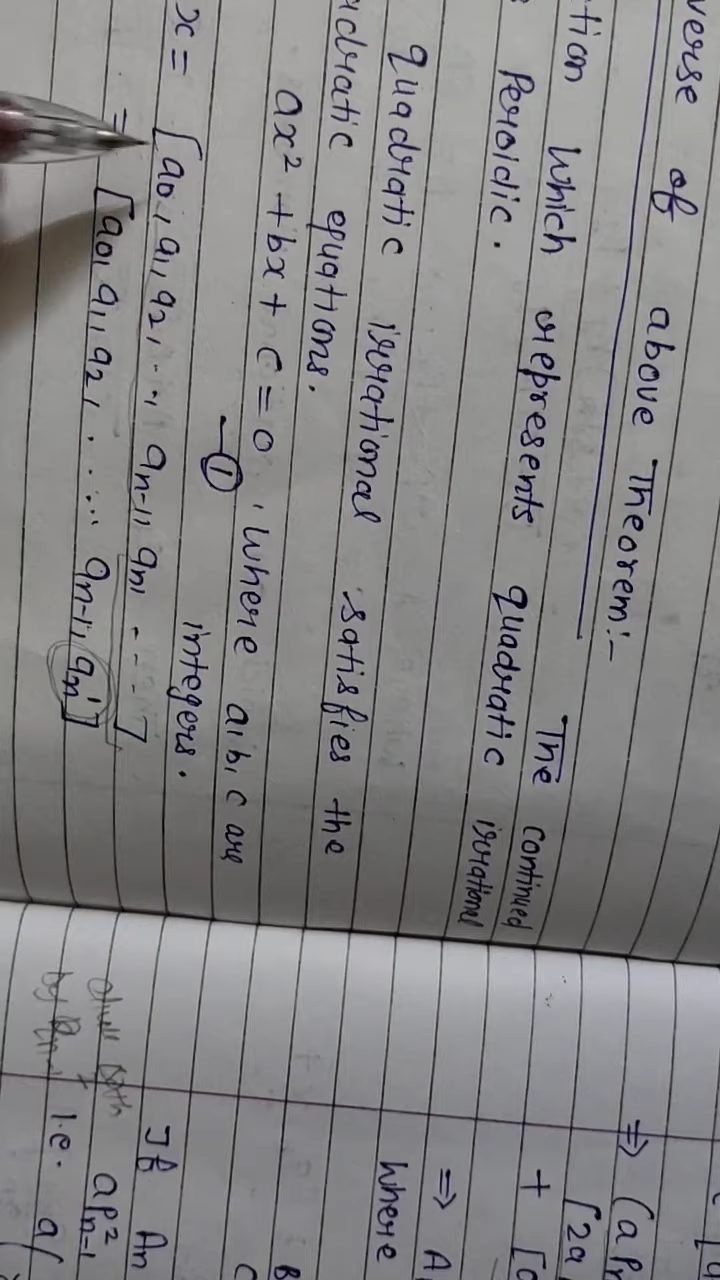 verse of above Theorem:-
The continued
tion which represents quadratic irrational
Peroidic.
quadratic irrational satisfies the
adratic equations.
ax² + bx + c = 0, where a, b, c are
① integers.
x = [a₀, a₁, a₂, ..., aₙ₋₁, aₙ, ...]
= [a₀, a₁, a₂, ... aₙ₋₁, aₙ']
⇒ (aPₙ
[2a
+ [
⇒ A
where
B
C
If An
aP²ₙ₋₁
i.e. a(